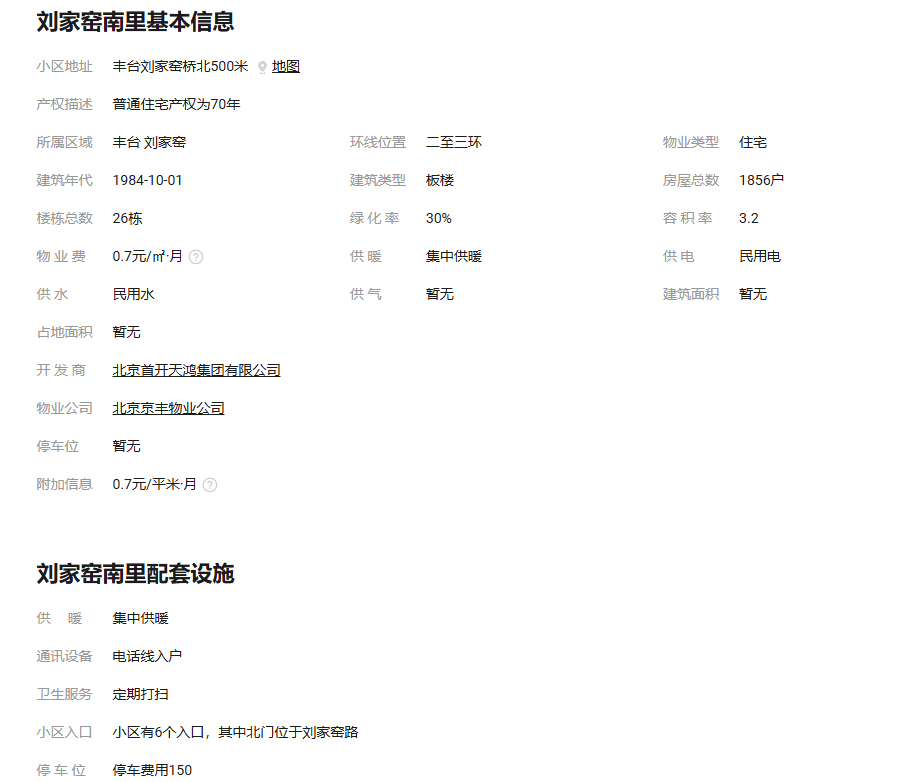 刘家窑南里基本信息
小区地址 丰台刘家窑桥北500米 地图
产权描述 普通住宅产权为70年
所属区域 丰台 刘家窑 环线位置 二至三环 物业类型 住宅
建筑年代 1984-10-01 建筑类型 板楼 房屋总数 1856户
楼栋总数 26栋 绿 化 率 30% 容 积 率 3.2
物 业 费 0.7元/㎡·月 ? 供 暖 集中供暖 供 电 民用电
供 水 民用水 供 气 暂无 建筑面积 暂无
占地面积 暂无
开 发 商 北京首开天鸿集团有限公司
物业公司 北京京丰物业公司
停车位 暂无
附加信息 0.7元/平米·月 ?
刘家窑南里配套设施
供 暖 集中供暖
通讯设备 电话线入户
卫生服务 定期打扫
小区入口 小区有6个入口，其中北门位于刘家窑路
停 车 位 停车费用150